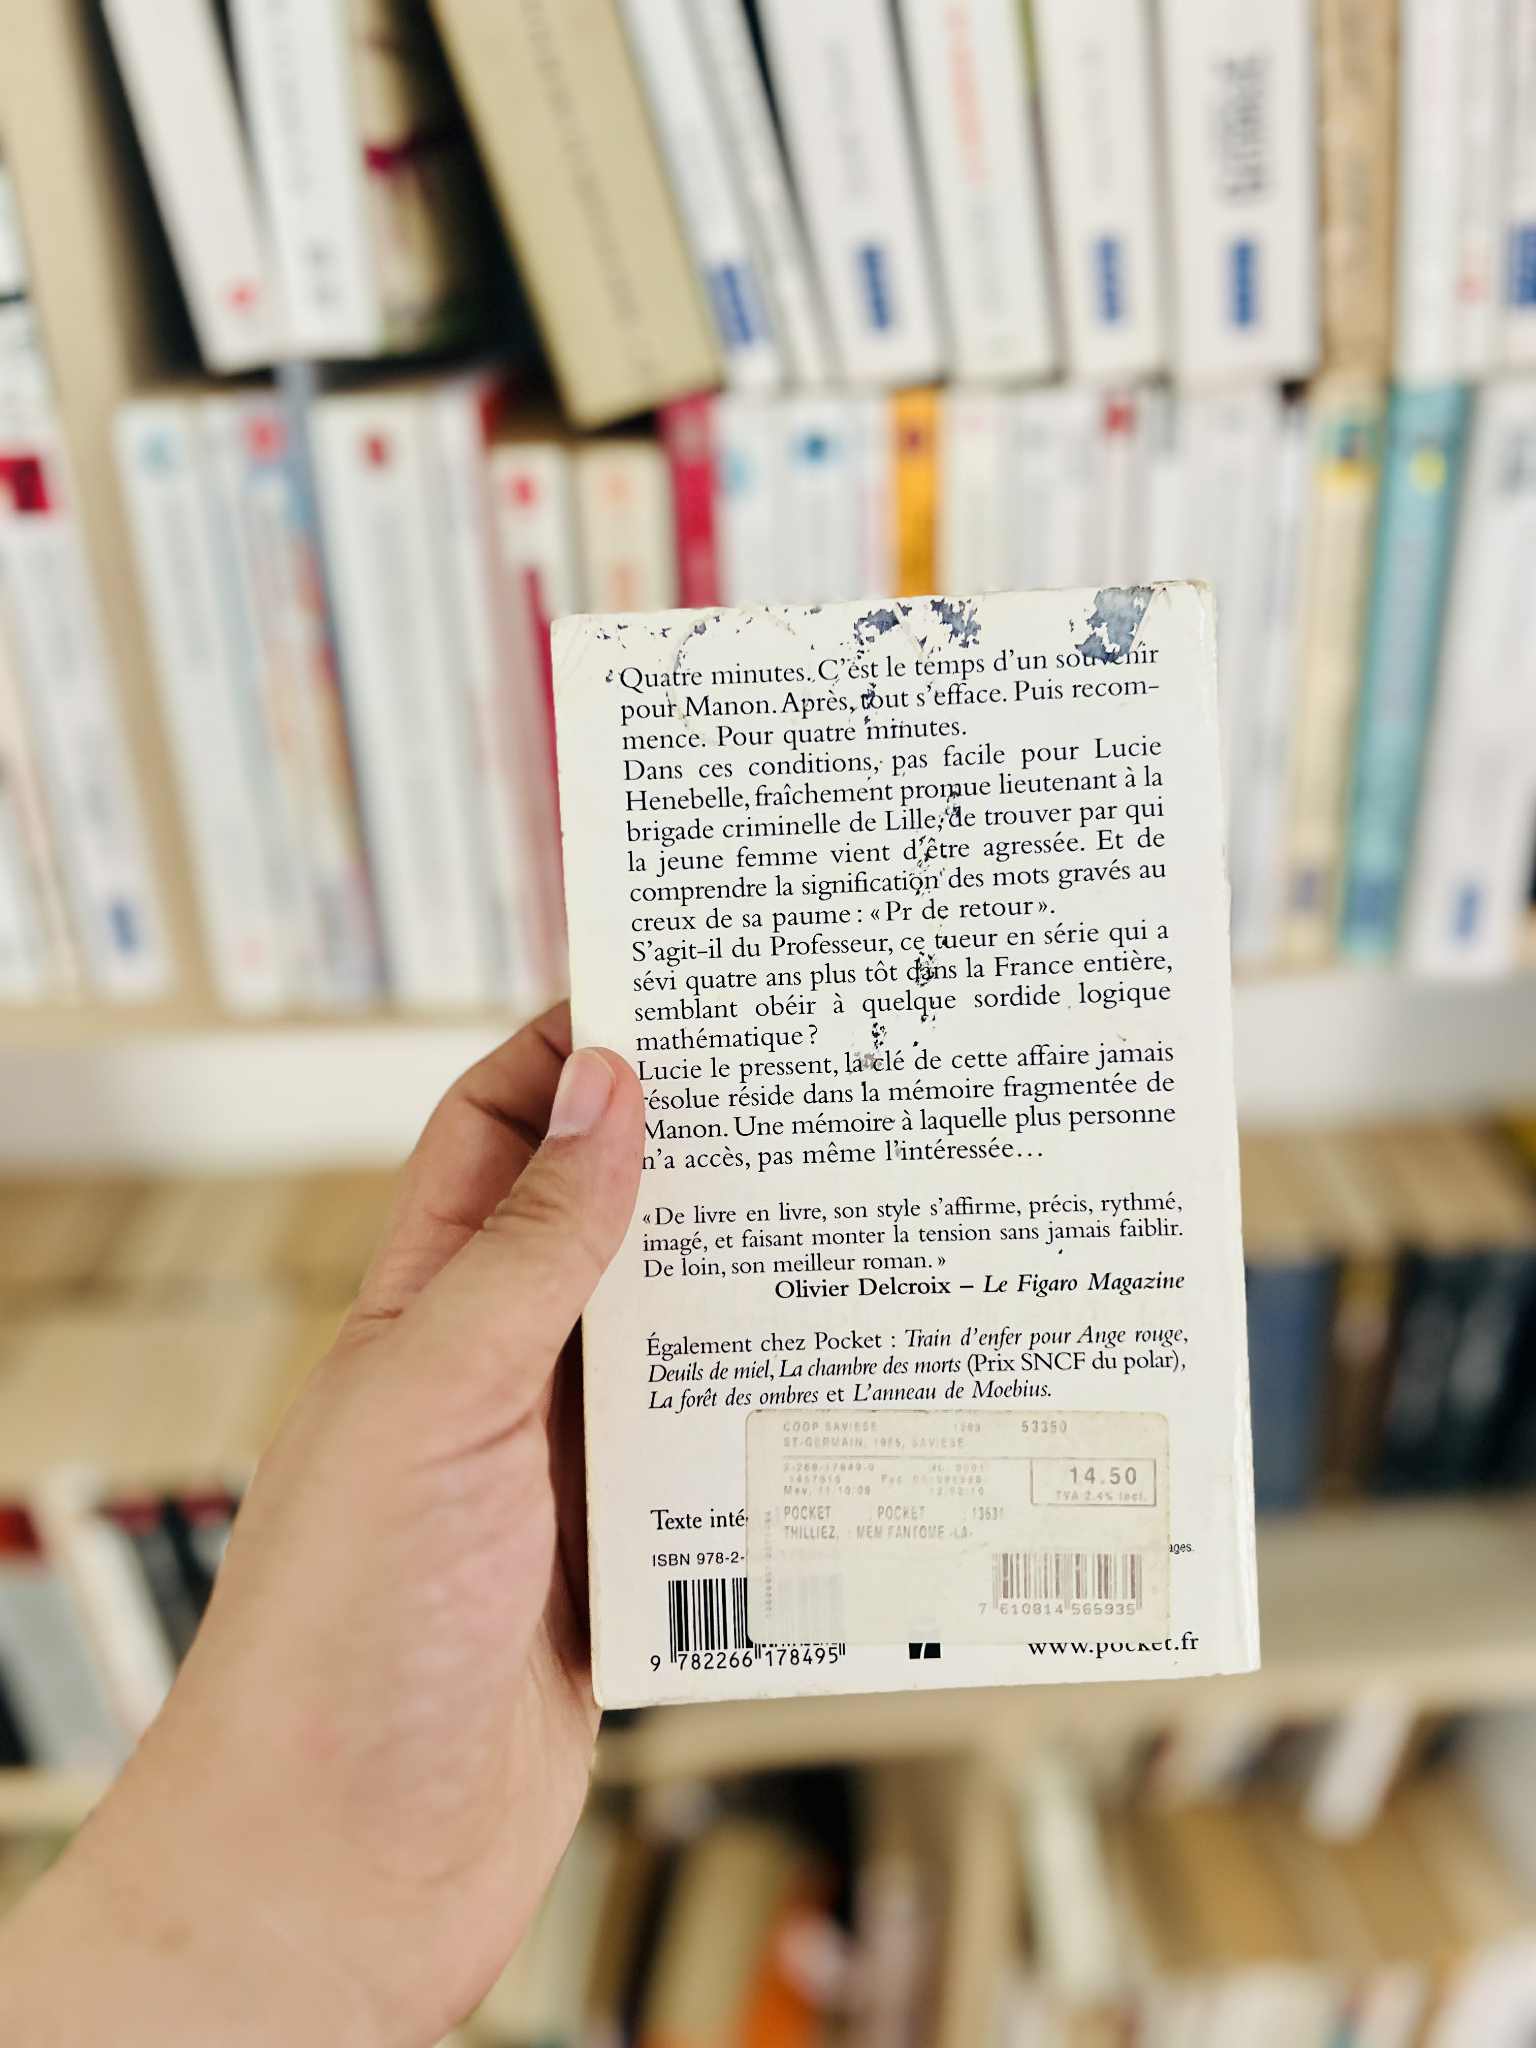 Quatre minutes. C'est le temps d'un souvenir
pour Manon. Après, tout s'efface. Puis recom-
mence. Pour quatre minutes.
Dans ces conditions, pas facile pour Lucie
Henebelle, fraîchement promue lieutenant à la
brigade criminelle de Lille, de trouver par qui
la jeune femme vient d'être agressée. Et de
comprendre la signification des mots gravés au
creux de sa paume : « Pr de retour ».
S'agit-il du Professeur, ce tueur en série qui a
sévi quatre ans plus tôt dans la France entière,
semblant obéir à quelque sordide logique
mathématique ?
Lucie le pressent, la clé de cette affaire jamais
résolue réside dans la mémoire fragmentée de
Manon. Une mémoire à laquelle plus personne
n'a accès, pas même l'intéressée…
« De livre en livre, son style s'affirme, précis, rythmé,
imagé, et faisant monter la tension sans jamais faiblir.
De loin, son meilleur roman. »
Olivier Delcroix – Le Figaro Magazine
Également chez Pocket : Train d'enfer pour Ange rouge,
Deuils de miel, La chambre des morts (Prix SNCF du polar),
La forêt des ombres et L'anneau de Moebius.
COOP SAVIESE 53350
ST-GERMAIN, 1965, SAVIESE
14.50
TVA 2.4% incl.
POCKET POCKET 13631
THILLIEZ, : MEM FANTOME -LA-
Texte inté
ISBN 978-2-
ages.
7 610814 565935
9 782266 178495
www.pocket.fr